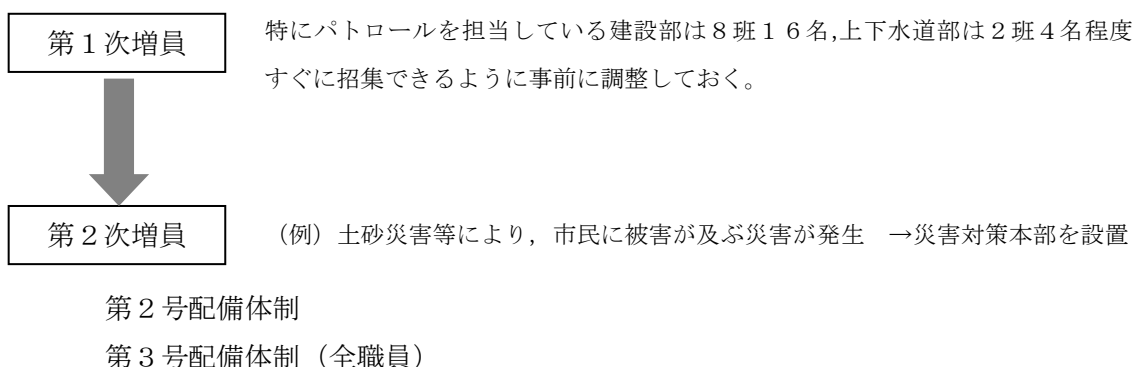 第１次増員
特にパトロールを担当している建設部は８班１６名,上下水道部は２班４名程度
すぐに招集できるように事前に調整しておく。
第２次増員
（例）土砂災害等により，市民に被害が及ぶ災害が発生　→災害対策本部を設置
第２号配備体制
第３号配備体制（全職員）